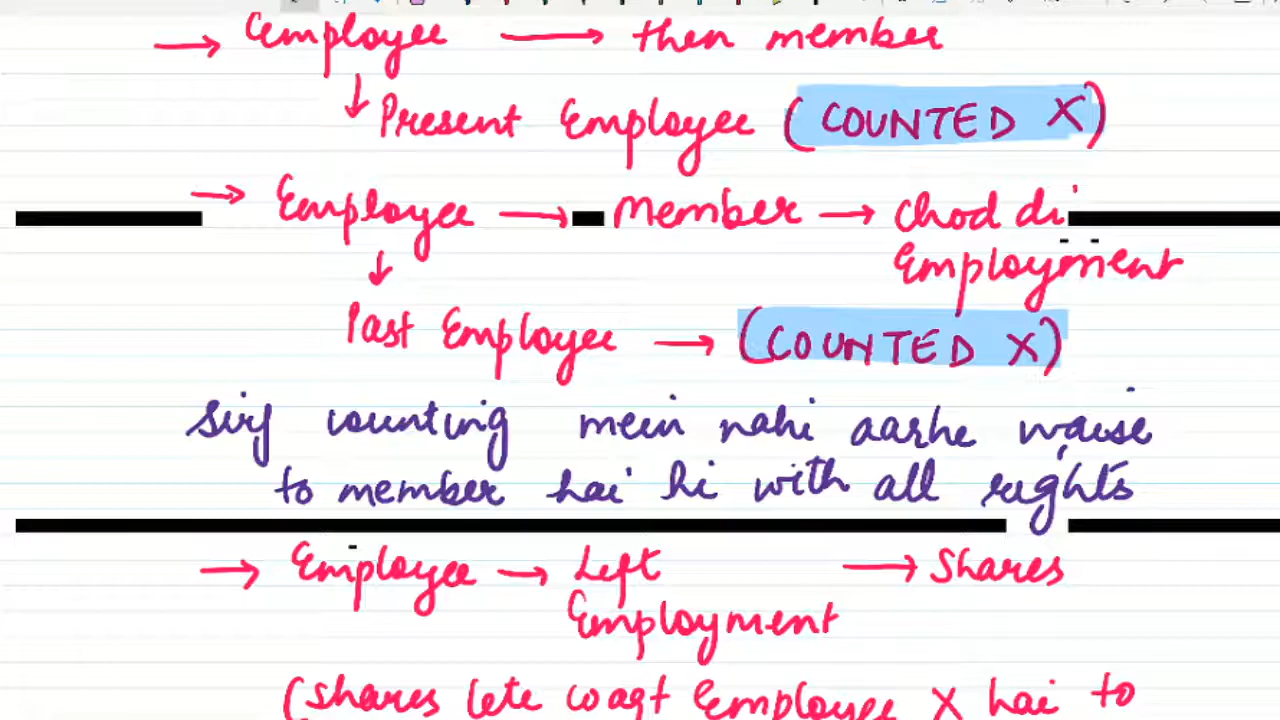 → Employee → then member
↓ Present Employee (COUNTED X)
→ Employee → Member → Chod di
Employment
↓
Past Employee → (COUNTED X)
Sirf counting mein nahi aarhe waise
to member hai hi with all rights
→ Employee → Left → Shares
Employment
(shares lete waqt Employee X hai to